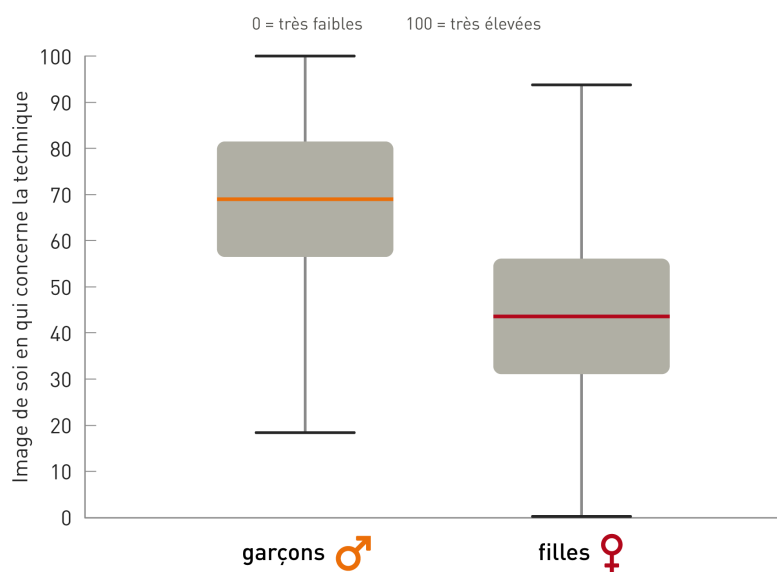 0 = très faibles 100 = très élevées
Image de soi en qui concerne la technique
100
90
80
70
60
50
40
30
20
10
0
garçons
filles